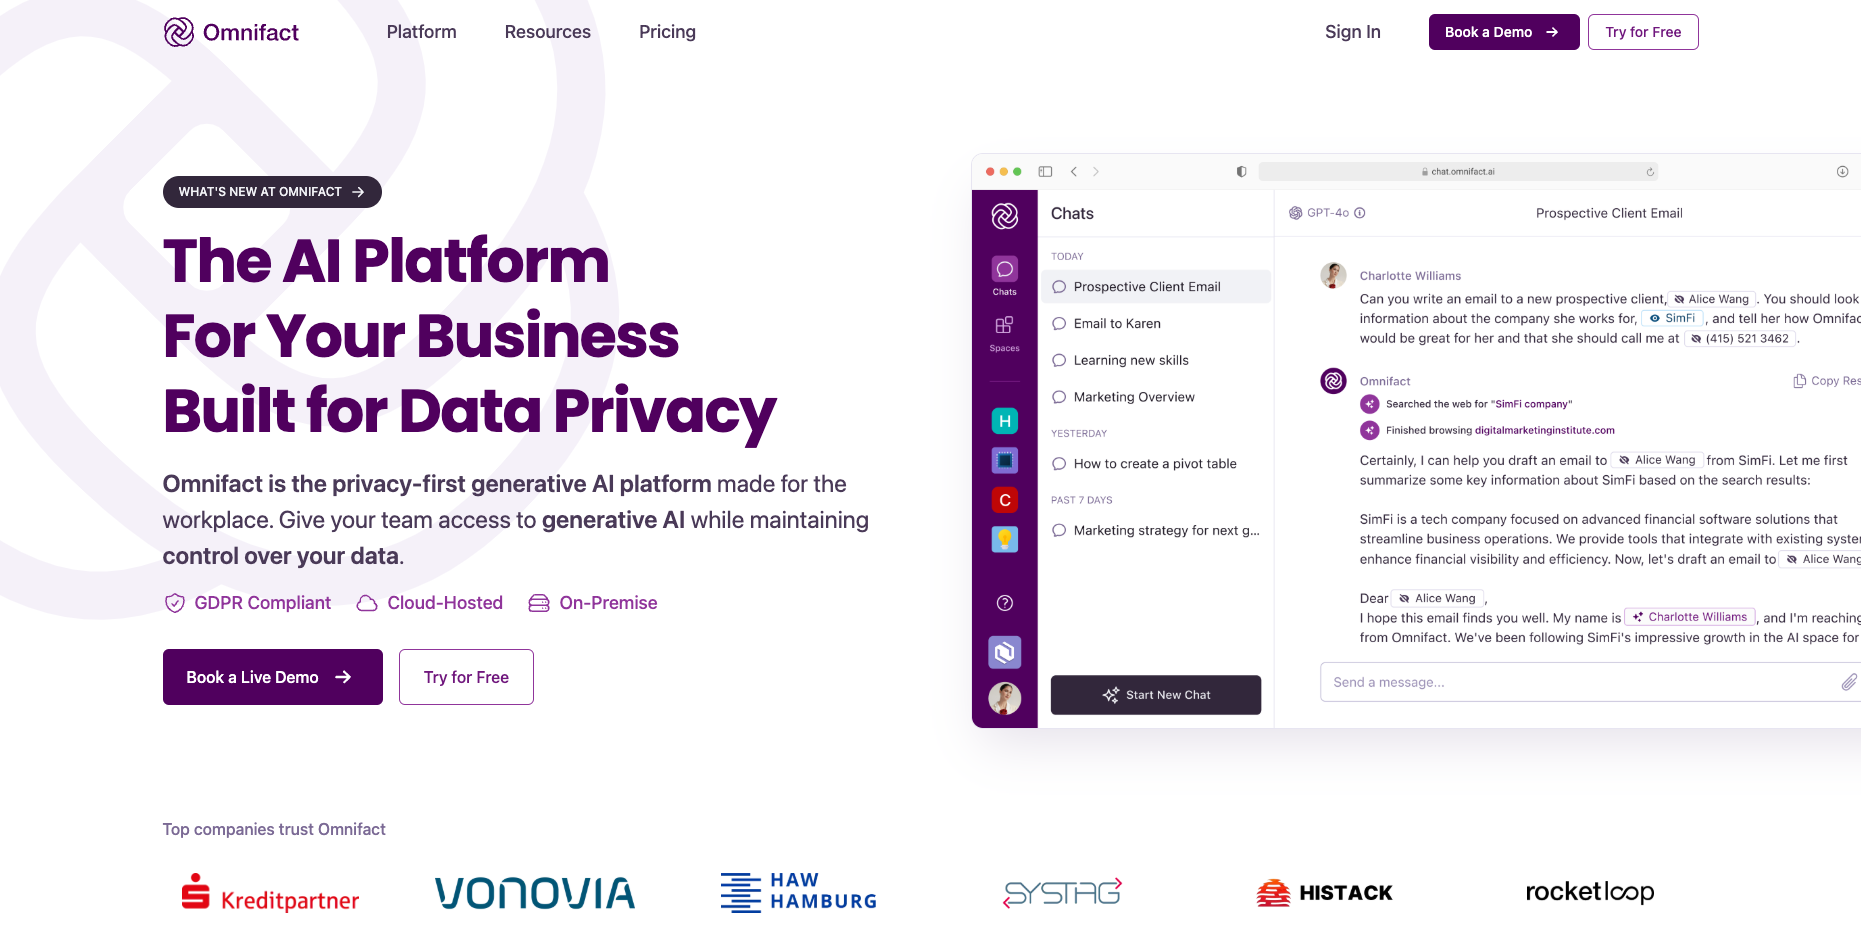 Omnifact
Platform
Resources
Pricing
Sign In
Book a Demo
Try for Free
WHAT'S NEW AT OMNIFACT
The AI Platform
For Your Business
Built for Data Privacy
Omnifact is the privacy-first generative AI platform made for the
workplace. Give your team access to generative AI while maintaining
control over your data.
GDPR Compliant
Cloud-Hosted
On-Premise
Book a Live Demo
Try for Free
chat.omnifact.ai
Chats
Spaces
H
C
Chats
TODAY
Prospective Client Email
Email to Karen
Learning new skills
Marketing Overview
YESTERDAY
How to create a pivot table
PAST 7 DAYS
Marketing strategy for next g...
Start New Chat
GPT-4o
Prospective Client Email
Charlotte Williams
Can you write an email to a new prospective client, Alice Wang . You should look
information about the company she works for, SimFi , and tell her how Omnifac
would be great for her and that she should call me at (415) 521 3462 .
Omnifact
Copy Res
Searched the web for "SimFi company"
Finished browsing digitalmarketinginstitute.com
Certainly, I can help you draft an email to Alice Wang from SimFi. Let me first
summarize some key information about SimFi based on the search results:
SimFi is a tech company focused on advanced financial software solutions that
streamline business operations. We provide tools that integrate with existing system
enhance financial visibility and efficiency. Now, let's draft an email to Alice Wang
Dear Alice Wang ,
I hope this email finds you well. My name is Charlotte Williams , and I'm reaching
from Omnifact. We've been following SimFi's impressive growth in the AI space for
Send a message...
Top companies trust Omnifact
Kreditpartner
VONOVIA
HAW
HAMBURG
SYSTAG
HISTACK
rocketloop